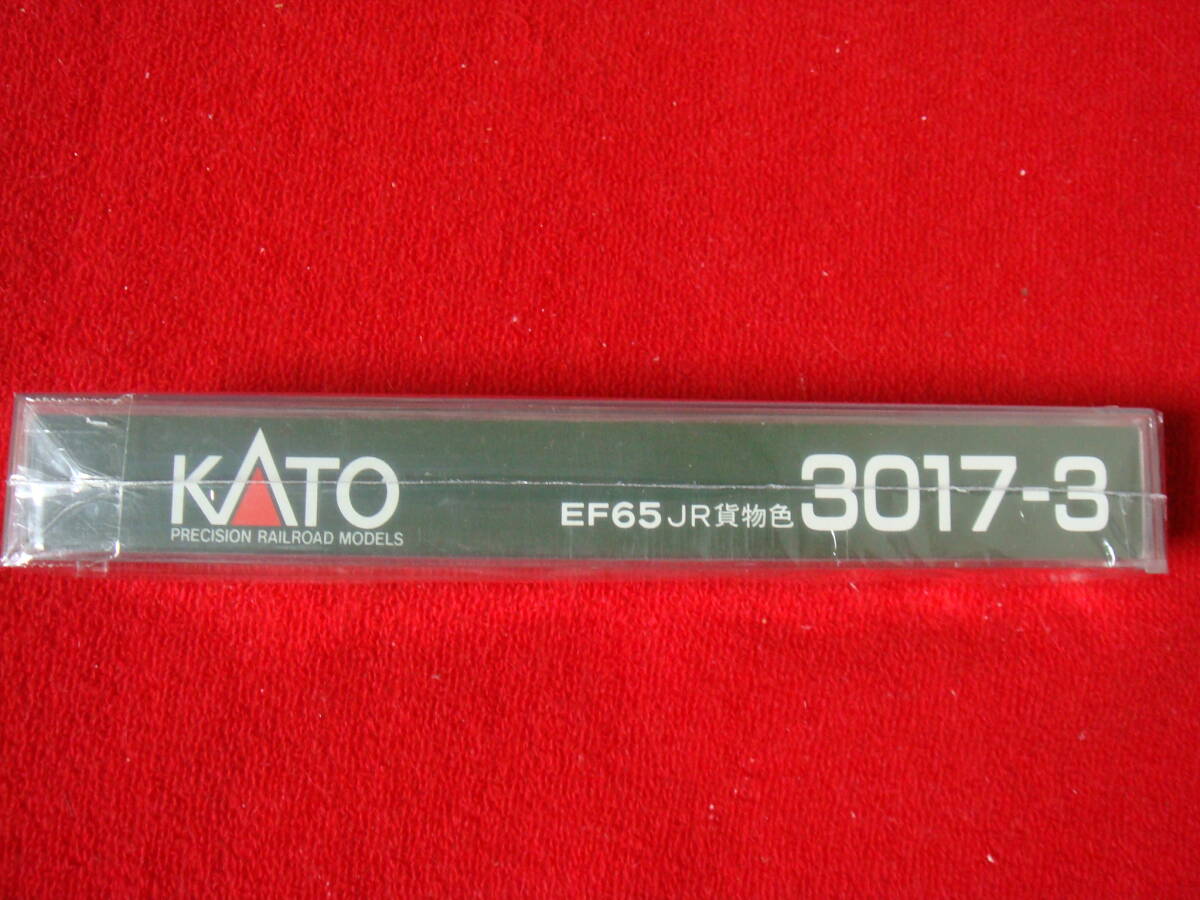 KATO
PRECISION RAILROAD MODELS
EF65 JR貨物色 3017-3